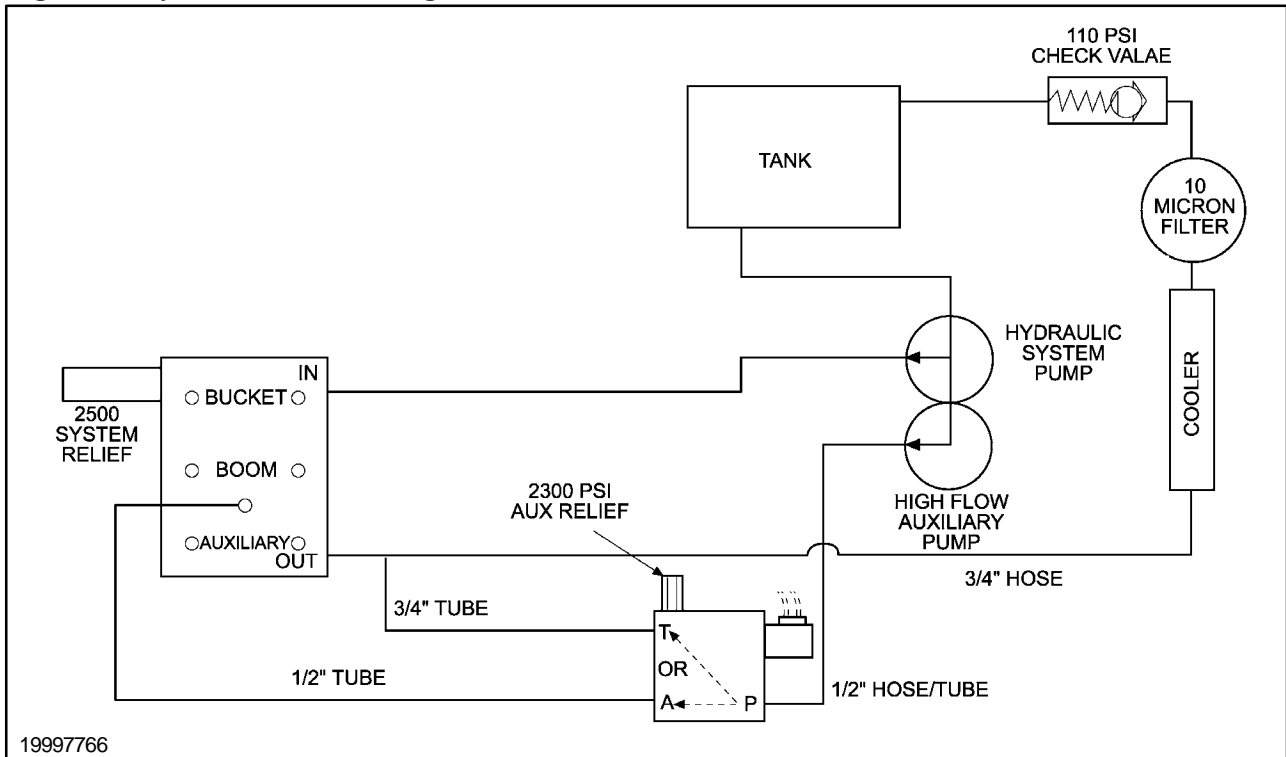 110 PSI
CHECK VALAE
TANK
10
MICRON
FILTER
HYDRAULIC
SYSTEM
PUMP
COOLER
IN
BUCKET
2500
SYSTEM
RELIEF
BOOM
2300 PSI
AUX RELIEF
HIGH FLOW
AUXILIARY
PUMP
AUXILIARY
OUT
3/4" HOSE
3/4" TUBE
T
OR
1/2" TUBE
A
P
1/2" HOSE/TUBE
19997766